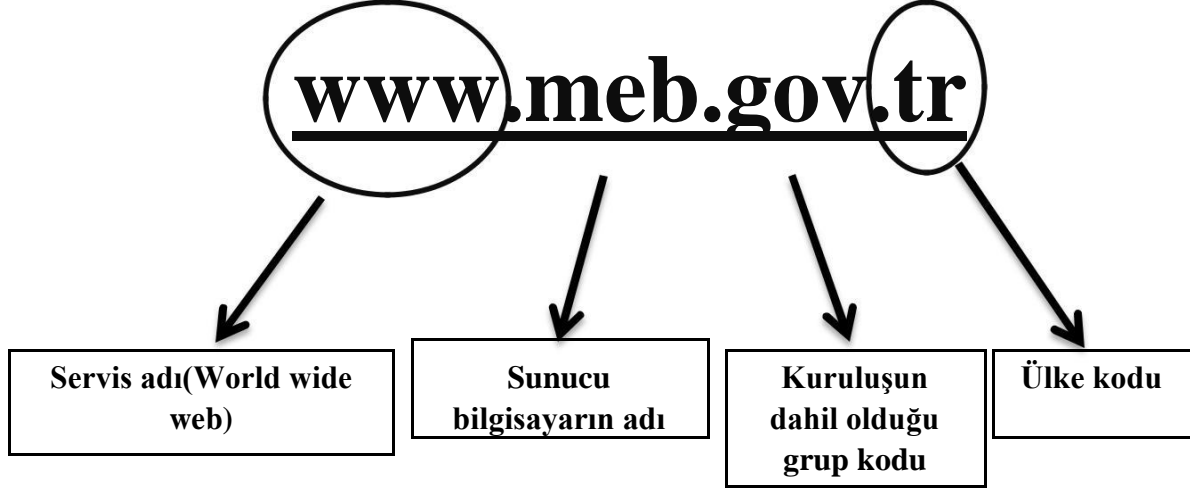 www.meb.gov.tr
Servis adı(World wide
web)
Sunucu
bilgisayarın adı
Kuruluşun
dahil olduğu
grup kodu
Ülke kodu